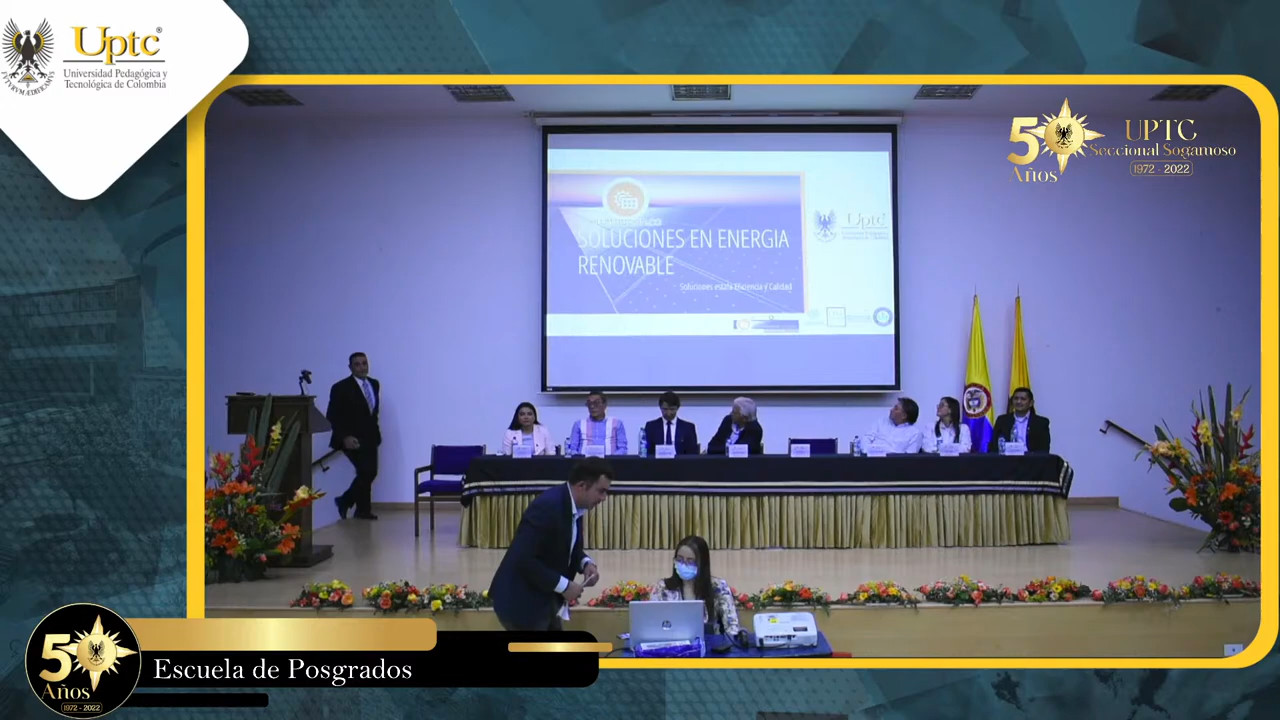 Uptc®
Universidad Pedagógica y
Tecnológica de Colombia
50
Años
UPTC
Seccional Sogamoso
1972 - 2022
SOLUCIONES EN ENERGIA
RENOVABLE
Soluciones
Eficiencia y Calidad
Uptc
hp
50
Años
1972 - 2022
Escuela de Posgrados